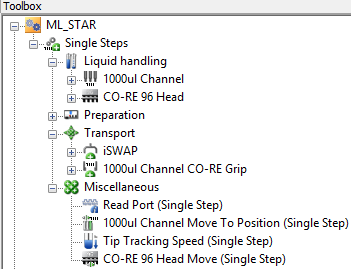 Toolbox
ML_STAR
Single Steps
Liquid handling
1000ul Channel
CO-RE 96 Head
Preparation
Transport
iSWAP
1000ul Channel CO-RE Grip
Miscellaneous
Read Port (Single Step)
1000ul Channel Move To Position (Single Step)
Tip Tracking Speed (Single Step)
CO-RE 96 Head Move (Single Step)